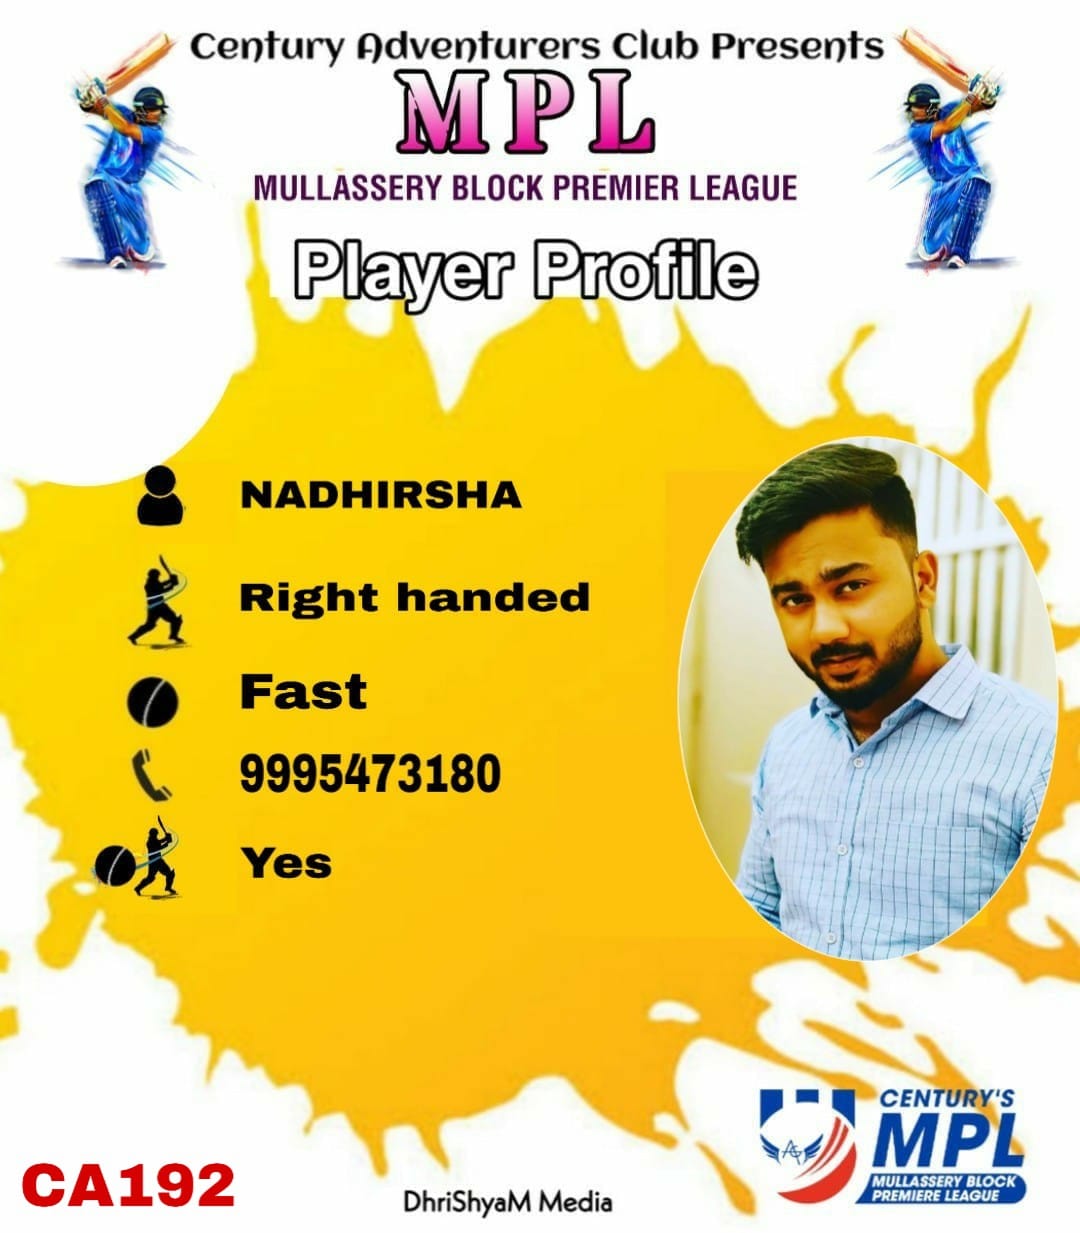 Century Adventurers Club Presents
MPL
MULLASSERY BLOCK PREMIER LEAGUE
Player Profile
NADHIRSHA
Right handed
Fast
9995473180
Yes
CENTURY'S
MPL
MULLASSERY BLOCK
PREMIERE LEAGUE
CA192
DhriShyaM Media